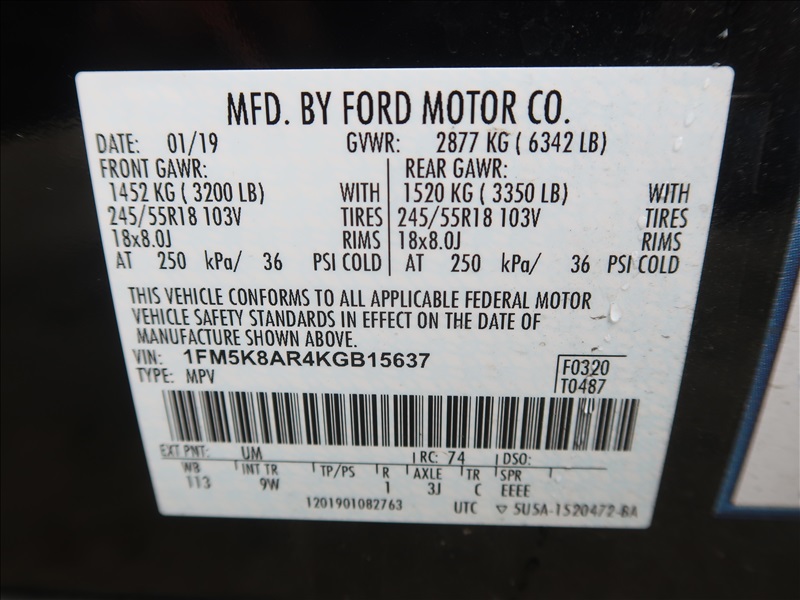 MFD. BY FORD MOTOR CO.
DATE: 01/19 GVWR: 2877 KG ( 6342 LB)
FRONT GAWR: REAR GAWR:
1452 KG ( 3200 LB) WITH 1520 KG ( 3350 LB) WITH
245/55R18 103V TIRES 245/55R18 103V TIRES
18x8.0J RIMS 18x8.0J RIMS
AT 250 kPa/ 36 PSI COLD AT 250 kPa/ 36 PSI COLD
THIS VEHICLE CONFORMS TO ALL APPLICABLE FEDERAL MOTOR
VEHICLE SAFETY STANDARDS IN EFFECT ON THE DATE OF
MANUFACTURE SHOWN ABOVE.
VIN: 1FM5K8AR4KGB15637
TYPE: MPV
F0320
T0487
EXT PNT: UM RC: 74 DSO:
WB INT TR TP/PS R AXLE TR SPR
113 9W 1 3J C EEEE
1201901082763 UTC ▽ 5U5A-1520472-BA